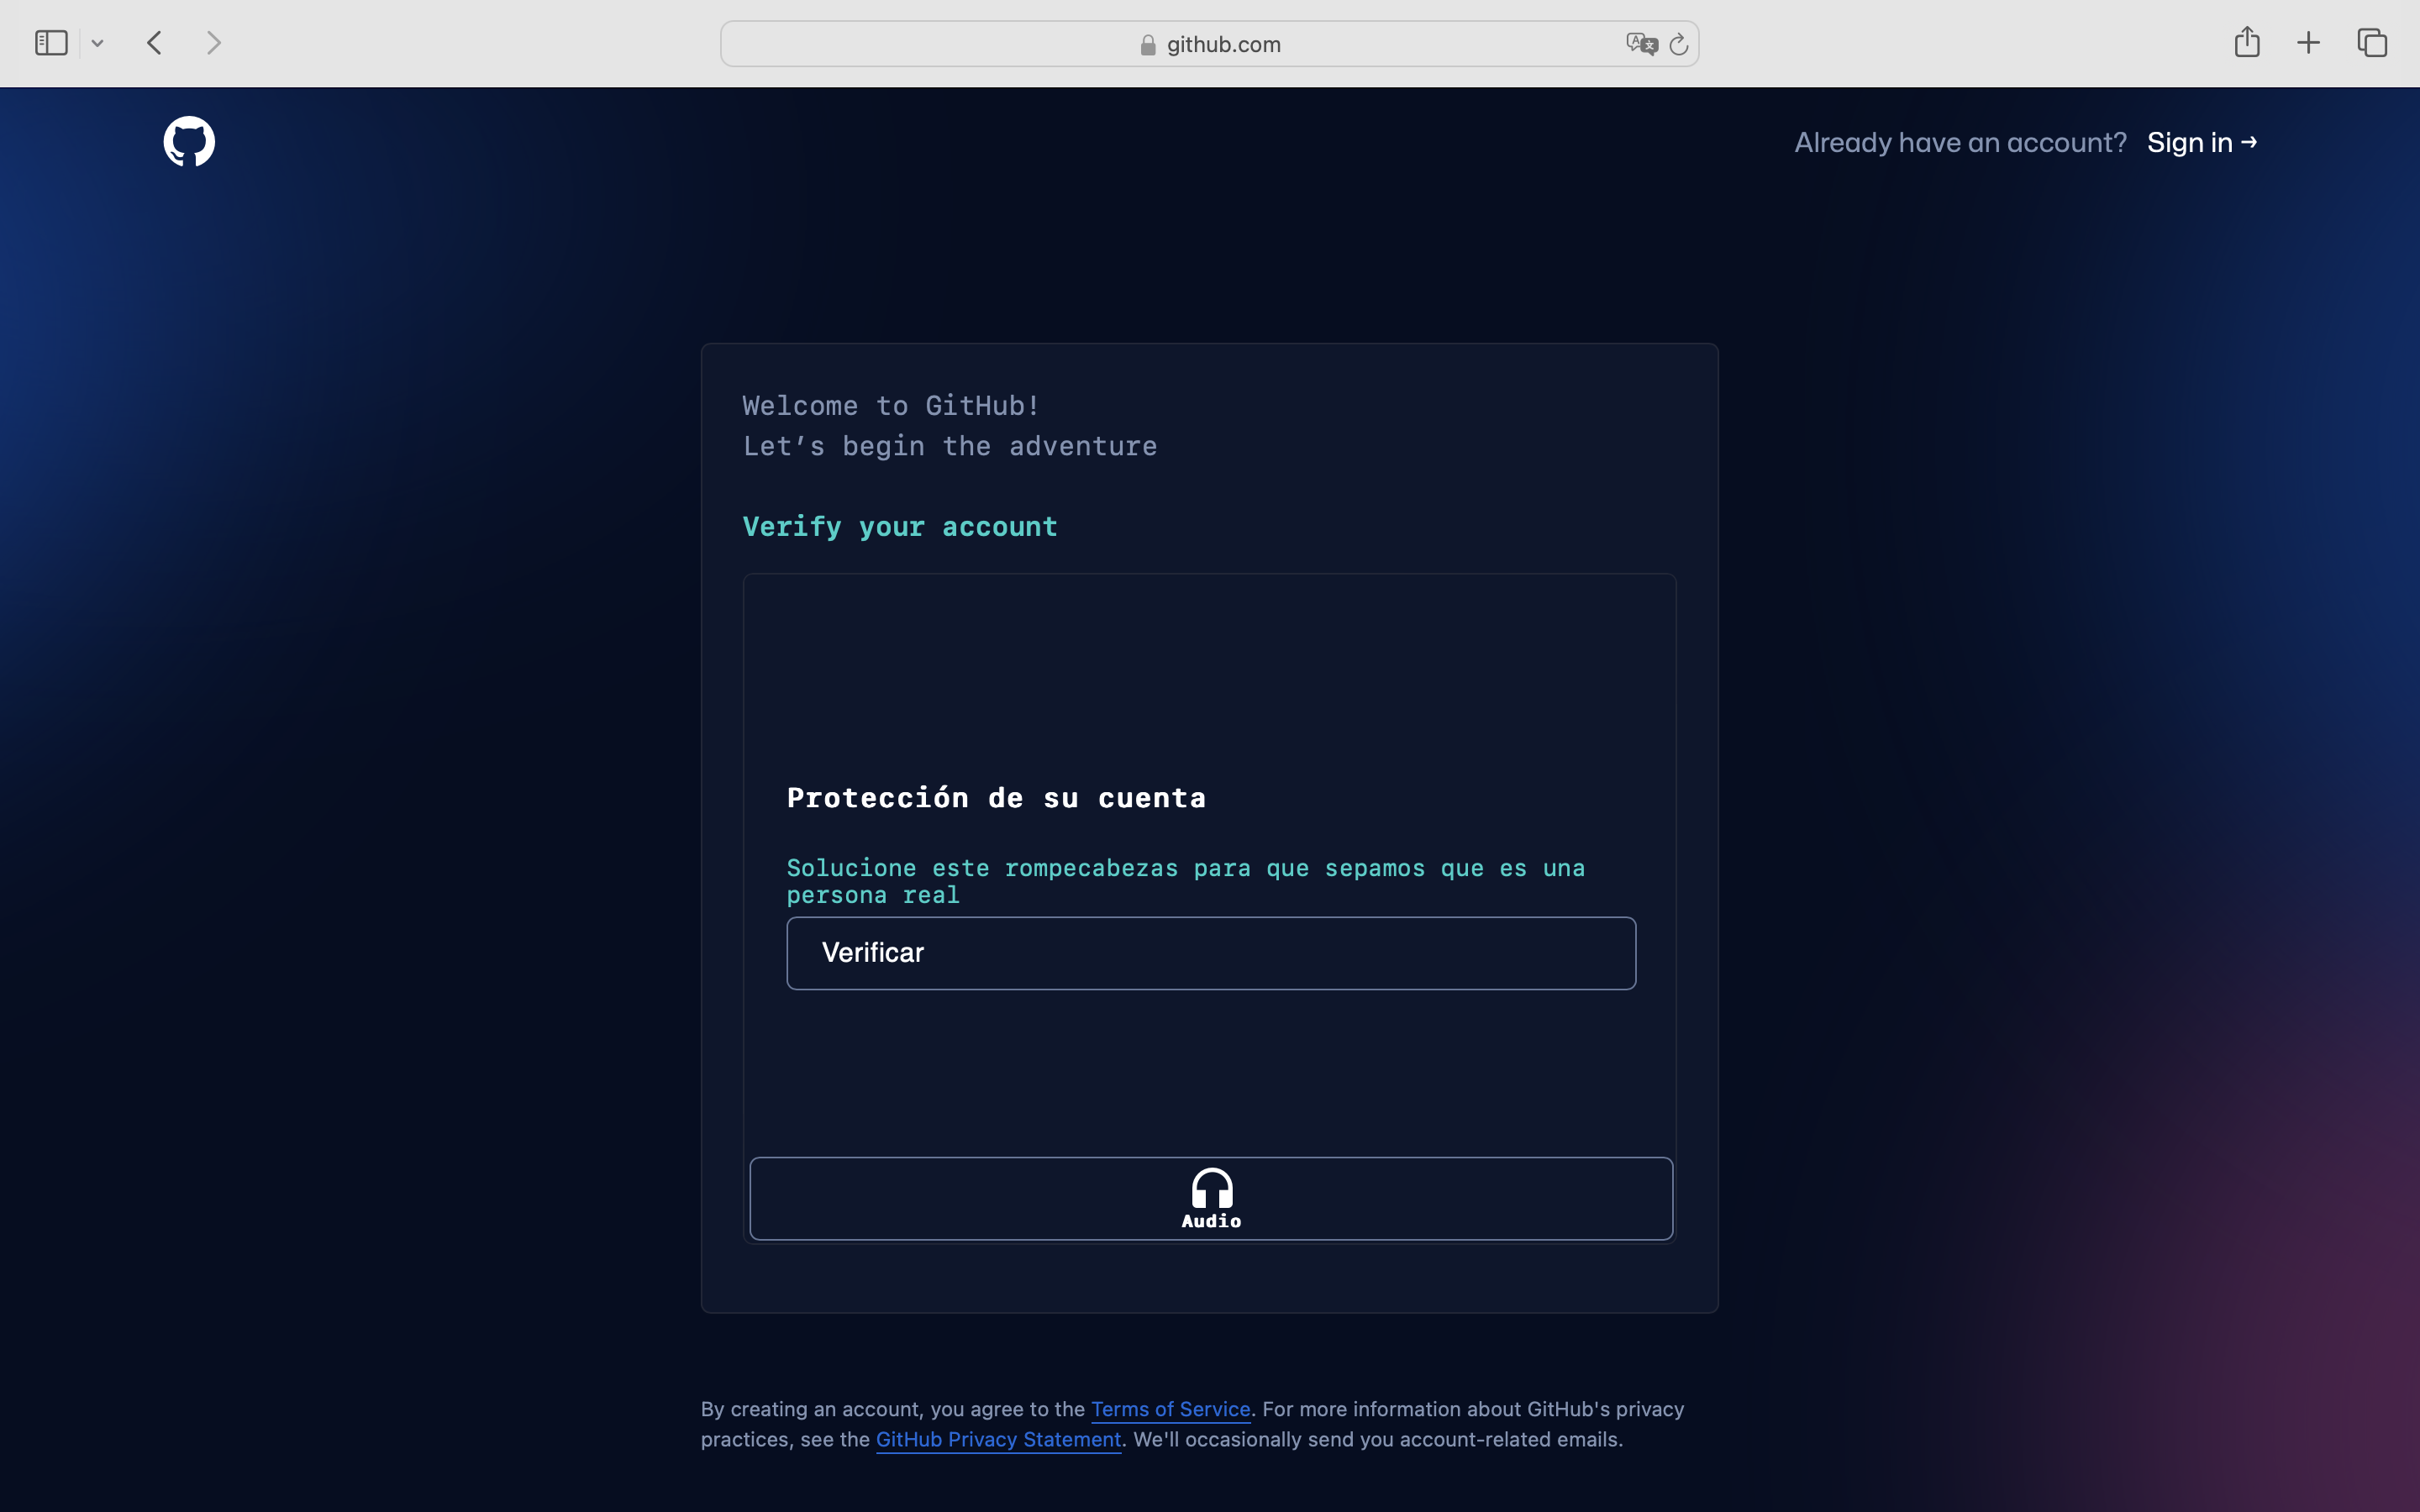 github.com
Already have an account? Sign in →
Welcome to GitHub!
Let’s begin the adventure
Verify your account
Protección de su cuenta
Solucione este rompecabezas para que sepamos que es una
persona real
Verificar
Audio
By creating an account, you agree to the Terms of Service. For more information about GitHub's privacy
practices, see the GitHub Privacy Statement. We'll occasionally send you account-related emails.